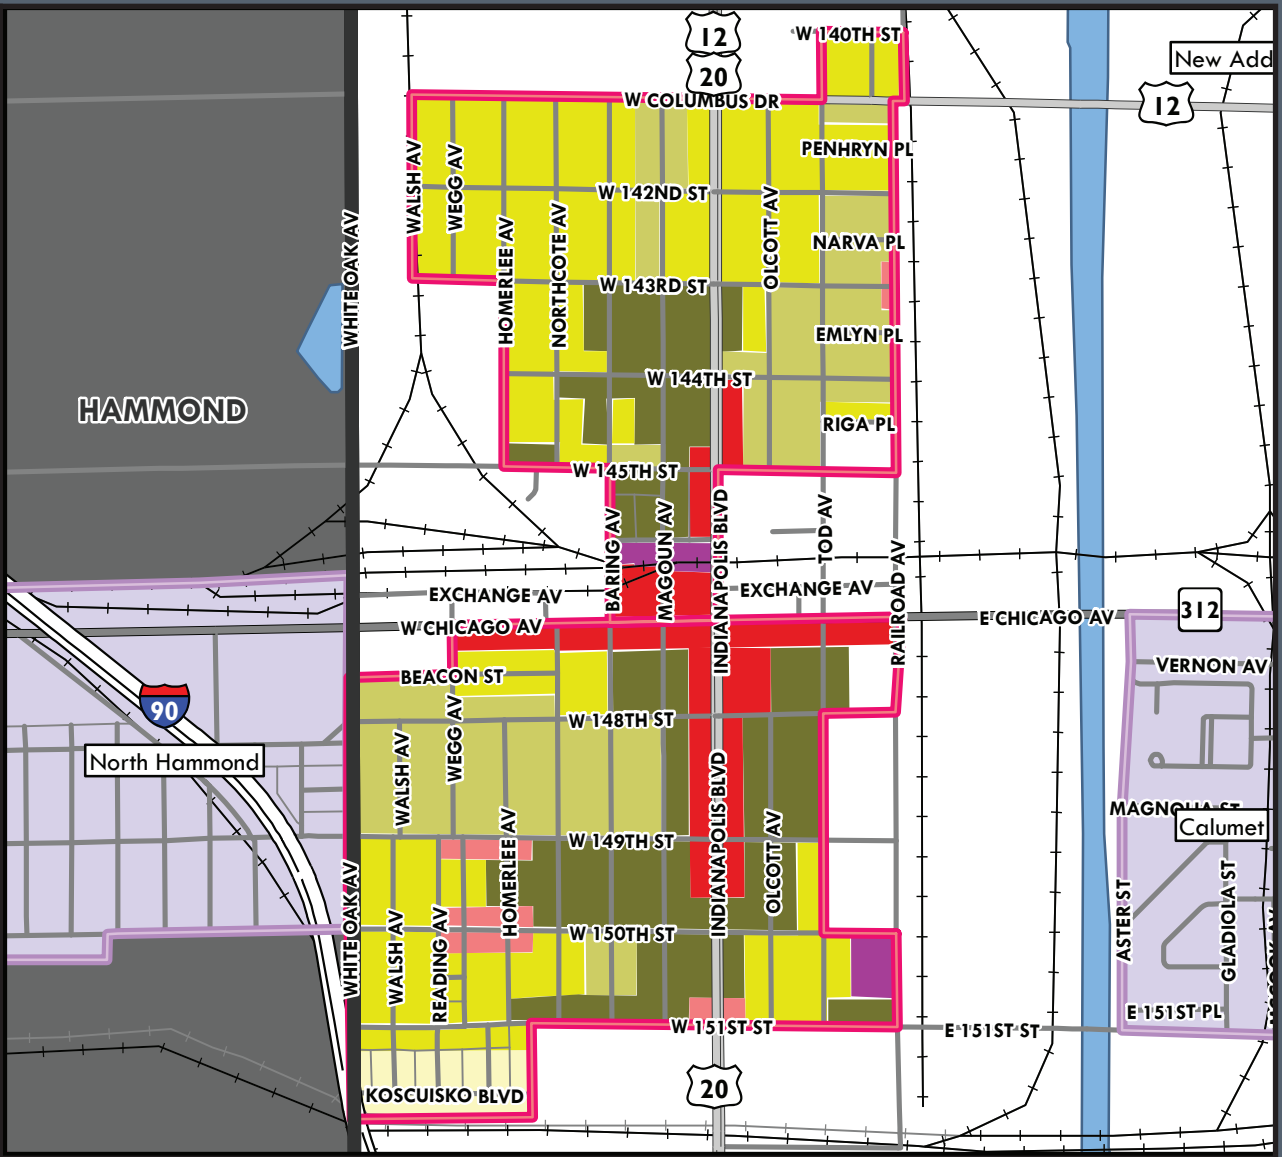 12
20
W 140TH ST
New Add
W COLUMBUS DR
12
PENHRYN PL
WALSH AV
WEGG AV
W 142ND ST
OLCOTT AV
NARVA PL
WHITE OAK AV
HOMERLEE AV
NORTHCOTE AV
W 143RD ST
EMLYN PL
W 144TH ST
HAMMOND
RIGA PL
W 145TH ST
BARING AV
MAGOUN AV
INDIANAPOLIS BLVD
TOD AV
RAILROAD AV
EXCHANGE AV
EXCHANGE AV
W CHICAGO AV
E CHICAGO AV
312
VERNON AV
BEACON ST
90
W 148TH ST
North Hammond
WALSH AV
WEGG AV
INDIANAPOLIS BLVD
MAGNOLIA ST
Calumet
HOMERLEE AV
W 149TH ST
OLCOTT AV
WHITE OAK AV
WALSH AV
READING AV
W 150TH ST
ASTER ST
GLADIOLA ST
E 151ST PL
W 151ST ST
E 151ST ST
20
KOSCUISKO BLVD